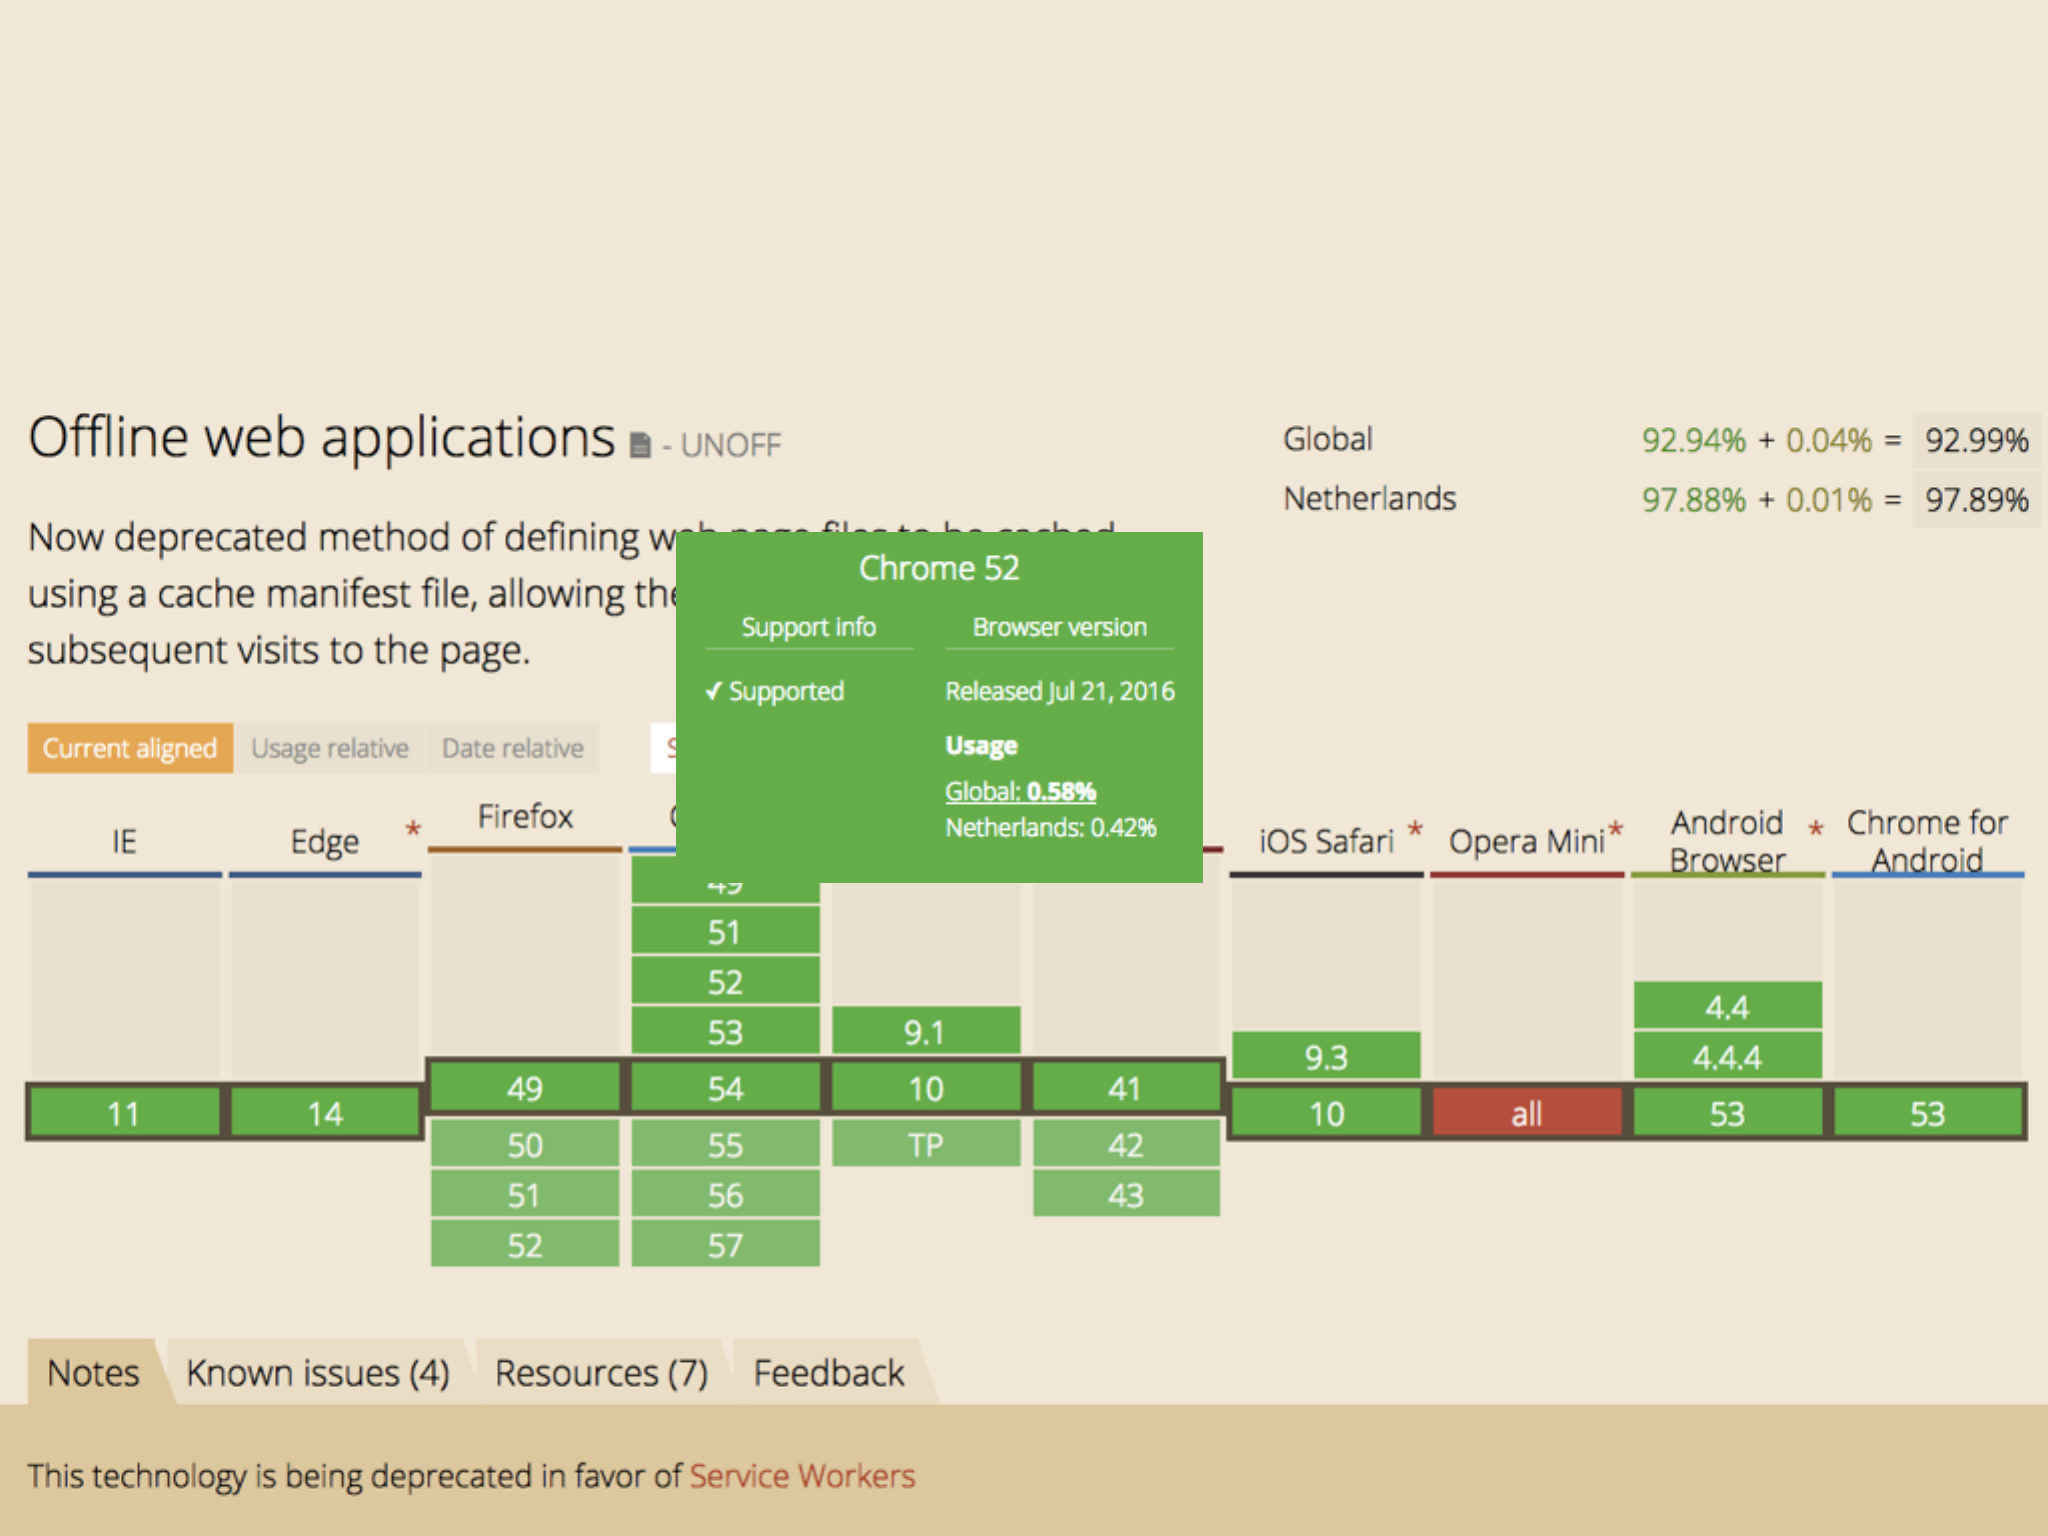 Offline web applications - UNOFF
Global 92.94% + 0.04% = 92.99%
Netherlands 97.88% + 0.01% = 97.89%
Now deprecated method of defining web page files to be cached
using a cache manifest file, allowing the
subsequent visits to the page.
Chrome 52
Support info Browser version
✓ Supported Released Jul 21, 2016
Usage
Global: 0.58%
Netherlands: 0.42%
Current aligned Usage relative Date relative
IE Edge * Firefox iOS Safari * Opera Mini * Android Browser * Chrome for Android
49
51
52 4.4
53 9.1 9.3 4.4.4
11 14 49 54 10 41 10 all 53 53
50 55 TP 42
51 56 43
52 57
Notes Known issues (4) Resources (7) Feedback
This technology is being deprecated in favor of Service Workers